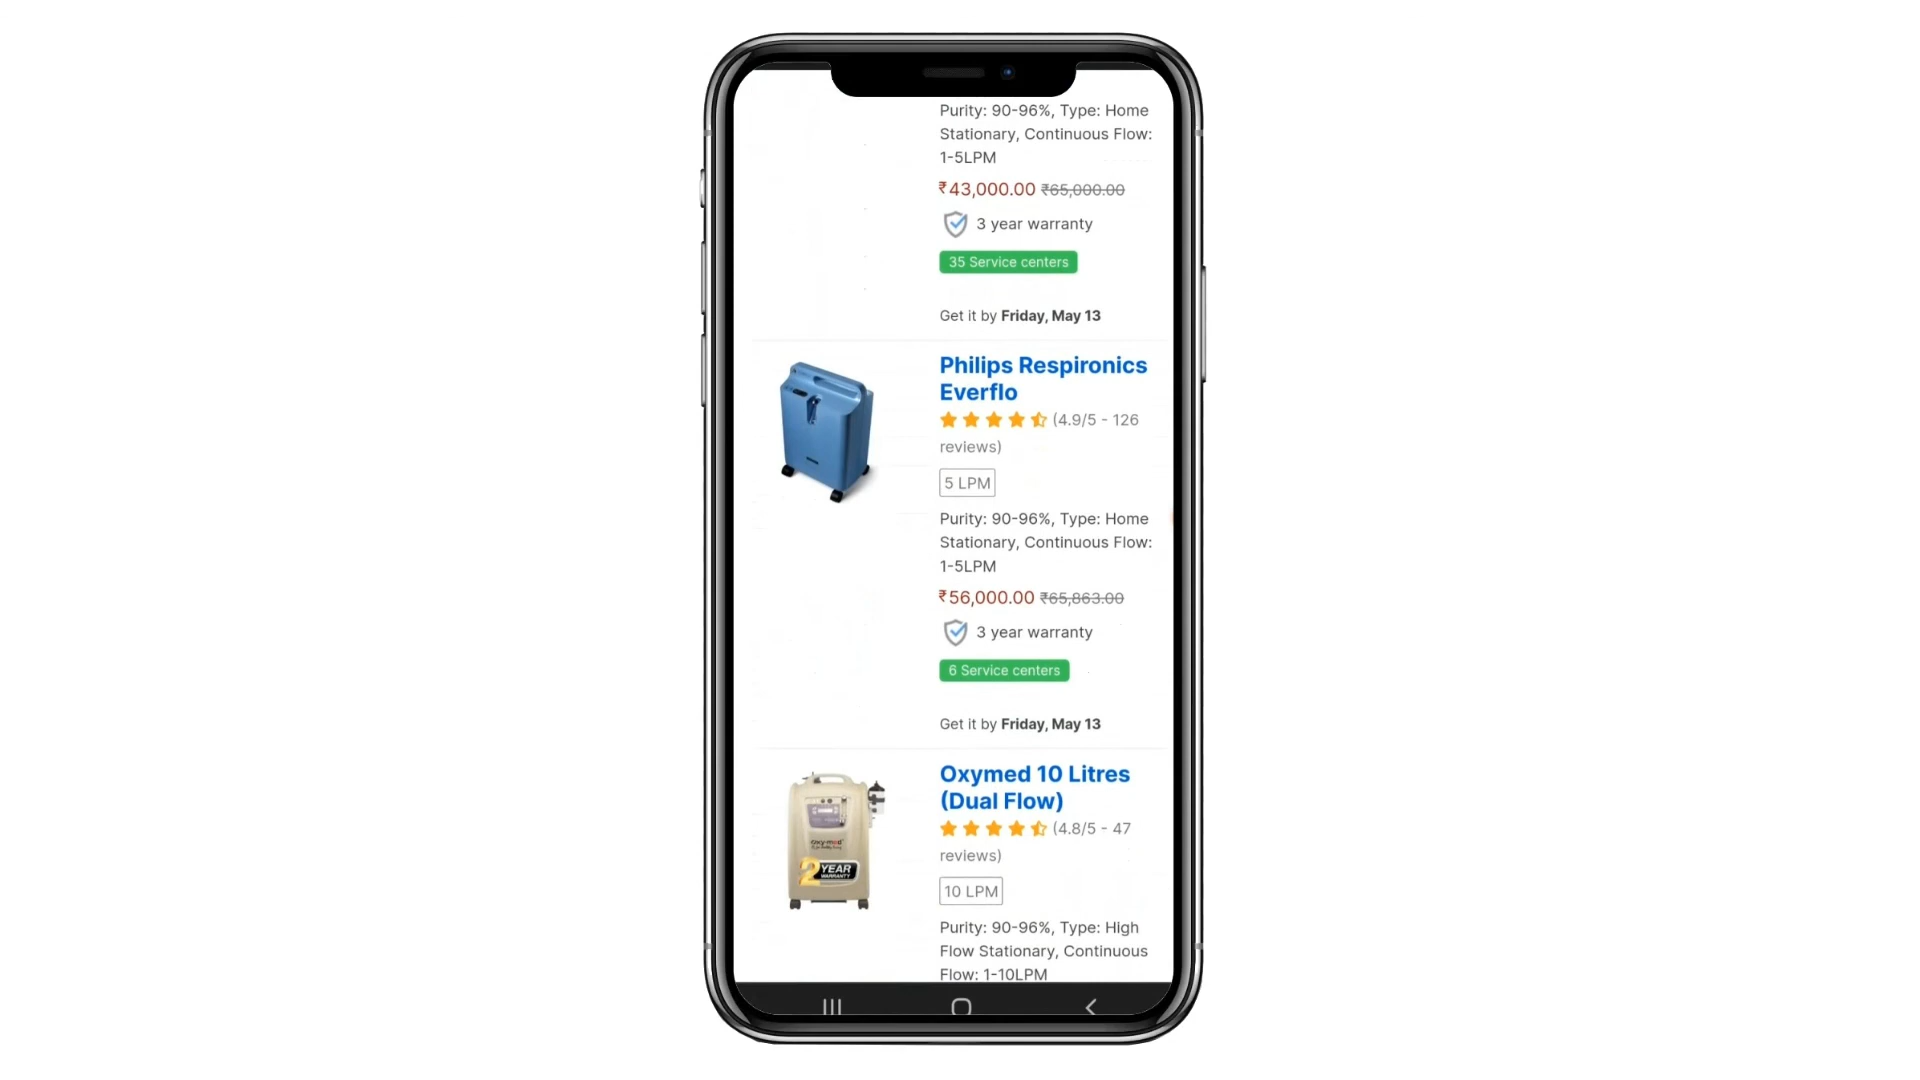 Purity: 90-96%, Type: Home
Stationary, Continuous Flow:
1-5LPM
₹43,000.00 ₹65,000.00
3 year warranty
35 Service centers
Get it by Friday, May 13
Philips Respironics
Everflo
(4.9/5 - 126
reviews)
5 LPM
Purity: 90-96%, Type: Home
Stationary, Continuous Flow:
1-5LPM
₹56,000.00 ₹65,863.00
3 year warranty
6 Service centers
Get it by Friday, May 13
Oxymed 10 Litres
(Dual Flow)
(4.8/5 - 47
reviews)
10 LPM
Purity: 90-96%, Type: High
Flow Stationary, Continuous
Flow: 1-10LPM
oxymed
2 YEAR
WARRANTY